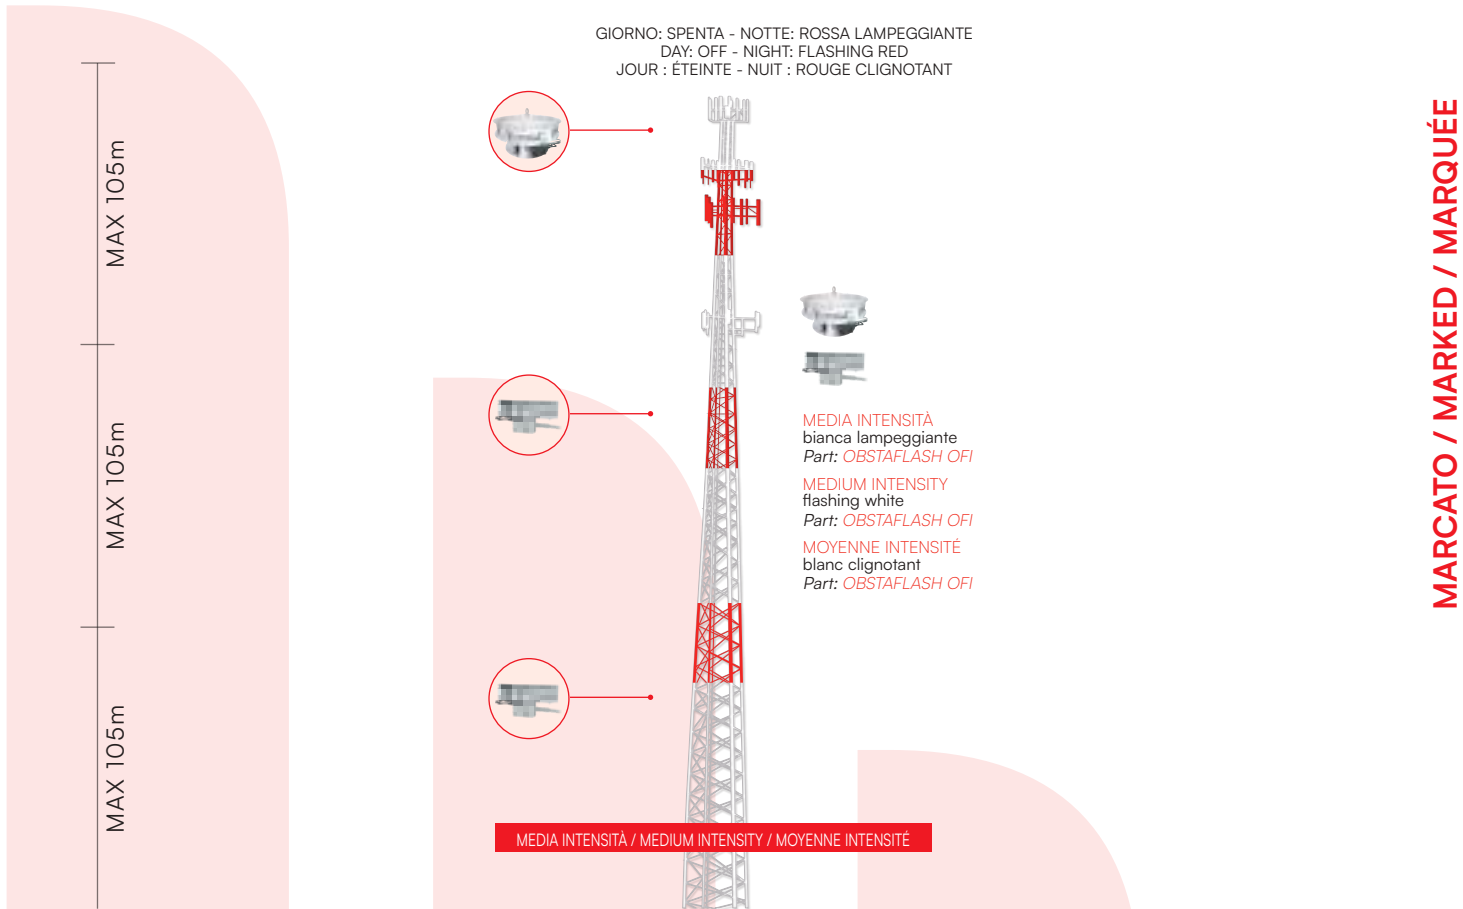 GIORNO: SPENTA - NOTTE: ROSSA LAMPEGGIANTE
DAY: OFF - NIGHT: FLASHING RED
JOUR : ÉTEINTE - NUIT : ROUGE CLIGNOTANT
MAX 105m
MAX 105m
MAX 105m
MEDIA INTENSITÀ
bianca lampeggiante
Part: OBSTAFLASH OFI
MEDIUM INTENSITY
flashing white
Part: OBSTAFLASH OFI
MOYENNE INTENSITÉ
blanc clignotant
Part: OBSTAFLASH OFI
MEDIA INTENSITÀ / MEDIUM INTENSITY / MOYENNE INTENSITÉ
MARCATO / MARKED / MARQUÉE